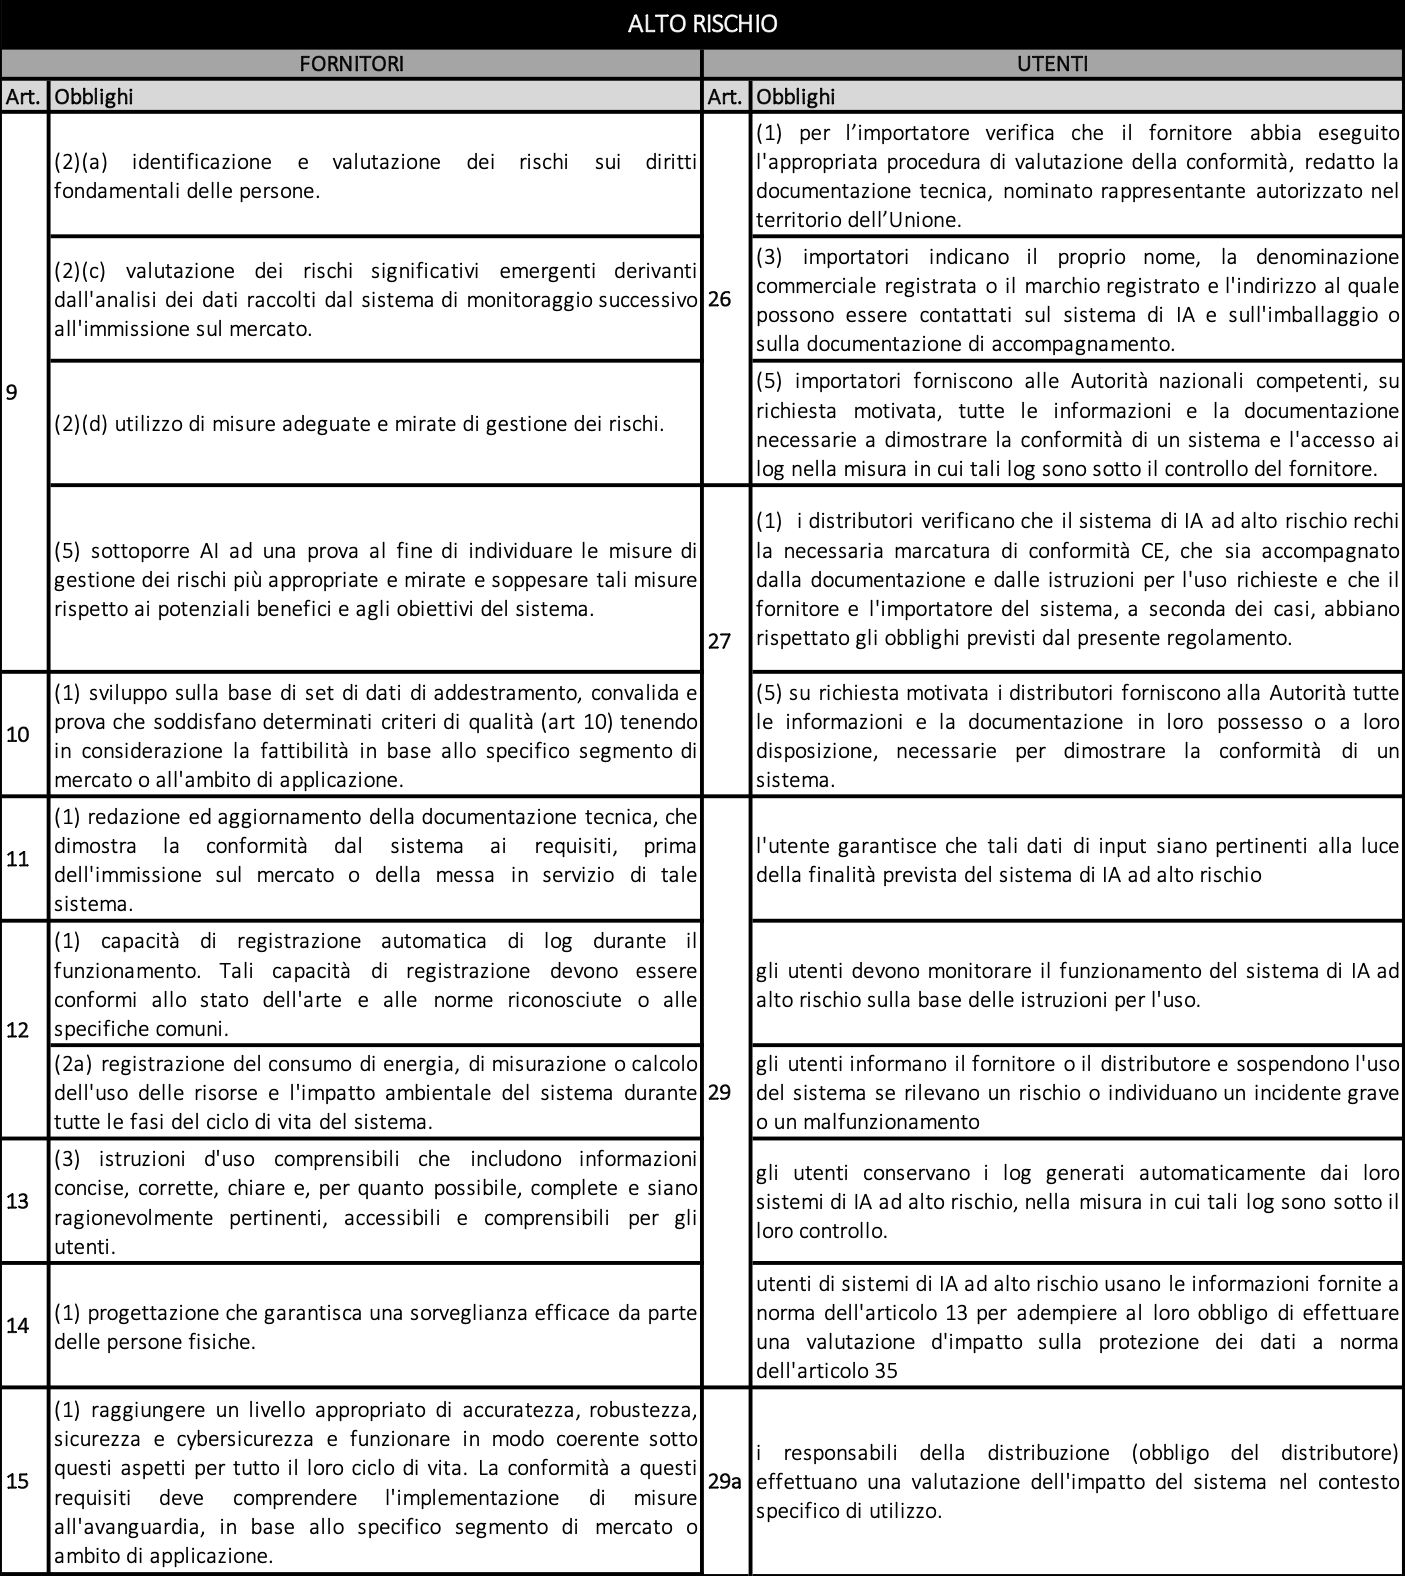 ALTO RISCHIO
FORNITORI
UTENTI
Art.
Obblighi
Art.
Obblighi
9
(2)(a) identificazione e valutazione dei rischi sui diritti
fondamentali delle persone.
(2)(c) valutazione dei rischi significativi emergenti derivanti
dall'analisi dei dati raccolti dal sistema di monitoraggio successivo
all'immissione sul mercato.
(2)(d) utilizzo di misure adeguate e mirate di gestione dei rischi.
(5) sottoporre AI ad una prova al fine di individuare le misure di
gestione dei rischi più appropriate e mirate e soppesare tali misure
rispetto ai potenziali benefici e agli obiettivi del sistema.
10
(1) sviluppo sulla base di set di dati di addestramento, convalida e
prova che soddisfano determinati criteri di qualità (art 10) tenendo
in considerazione la fattibilità in base allo specifico segmento di
mercato o all'ambito di applicazione.
11
(1) redazione ed aggiornamento della documentazione tecnica, che
dimostra la conformità dal sistema ai requisiti, prima
dell'immissione sul mercato o della messa in servizio di tale
sistema.
12
(1) capacità di registrazione automatica di log durante il
funzionamento. Tali capacità di registrazione devono essere
conformi allo stato dell'arte e alle norme riconosciute o alle
specifiche comuni.
(2a) registrazione del consumo di energia, di misurazione o calcolo
dell'uso delle risorse e l'impatto ambientale del sistema durante
tutte le fasi del ciclo di vita del sistema.
13
(3) istruzioni d'uso comprensibili che includono informazioni
concise, corrette, chiare e, per quanto possibile, complete e siano
ragionevolmente pertinenti, accessibili e comprensibili per gli
utenti.
14
(1) progettazione che garantisca una sorveglianza efficace da parte
delle persone fisiche.
15
(1) raggiungere un livello appropriato di accuratezza, robustezza,
sicurezza e cybersicurezza e funzionare in modo coerente sotto
questi aspetti per tutto il loro ciclo di vita. La conformità a questi
requisiti deve comprendere l'implementazione di misure
all'avanguardia, in base allo specifico segmento di mercato o
ambito di applicazione.
26
(1) per l’importatore verifica che il fornitore abbia eseguito
l'appropriata procedura di valutazione della conformità, redatto la
documentazione tecnica, nominato rappresentante autorizzato nel
territorio dell’Unione.
(3) importatori indicano il proprio nome, la denominazione
commerciale registrata o il marchio registrato e l'indirizzo al quale
possono essere contattati sul sistema di IA e sull'imballaggio o
sulla documentazione di accompagnamento.
(5) importatori forniscono alle Autorità nazionali competenti, su
richiesta motivata, tutte le informazioni e la documentazione
necessarie a dimostrare la conformità di un sistema e l'accesso ai
log nella misura in cui tali log sono sotto il controllo del fornitore.
27
(1) i distributori verificano che il sistema di IA ad alto rischio rechi
la necessaria marcatura di conformità CE, che sia accompagnato
dalla documentazione e dalle istruzioni per l'uso richieste e che il
fornitore e l'importatore del sistema, a seconda dei casi, abbiano
rispettato gli obblighi previsti dal presente regolamento.
(5) su richiesta motivata i distributori forniscono alla Autorità tutte
le informazioni e la documentazione in loro possesso o a loro
disposizione, necessarie per dimostrare la conformità di un
sistema.
29
l'utente garantisce che tali dati di input siano pertinenti alla luce
della finalità prevista del sistema di IA ad alto rischio
gli utenti devono monitorare il funzionamento del sistema di IA ad
alto rischio sulla base delle istruzioni per l'uso.
gli utenti informano il fornitore o il distributore e sospendono l'uso
del sistema se rilevano un rischio o individuano un incidente grave
o un malfunzionamento
gli utenti conservano i log generati automaticamente dai loro
sistemi di IA ad alto rischio, nella misura in cui tali log sono sotto il
loro controllo.
utenti di sistemi di IA ad alto rischio usano le informazioni fornite a
norma dell'articolo 13 per adempiere al loro obbligo di effettuare
una valutazione d'impatto sulla protezione dei dati a norma
dell'articolo 35
29a
i responsabili della distribuzione (obbligo del distributore)
effettuano una valutazione dell'impatto del sistema nel contesto
specifico di utilizzo.